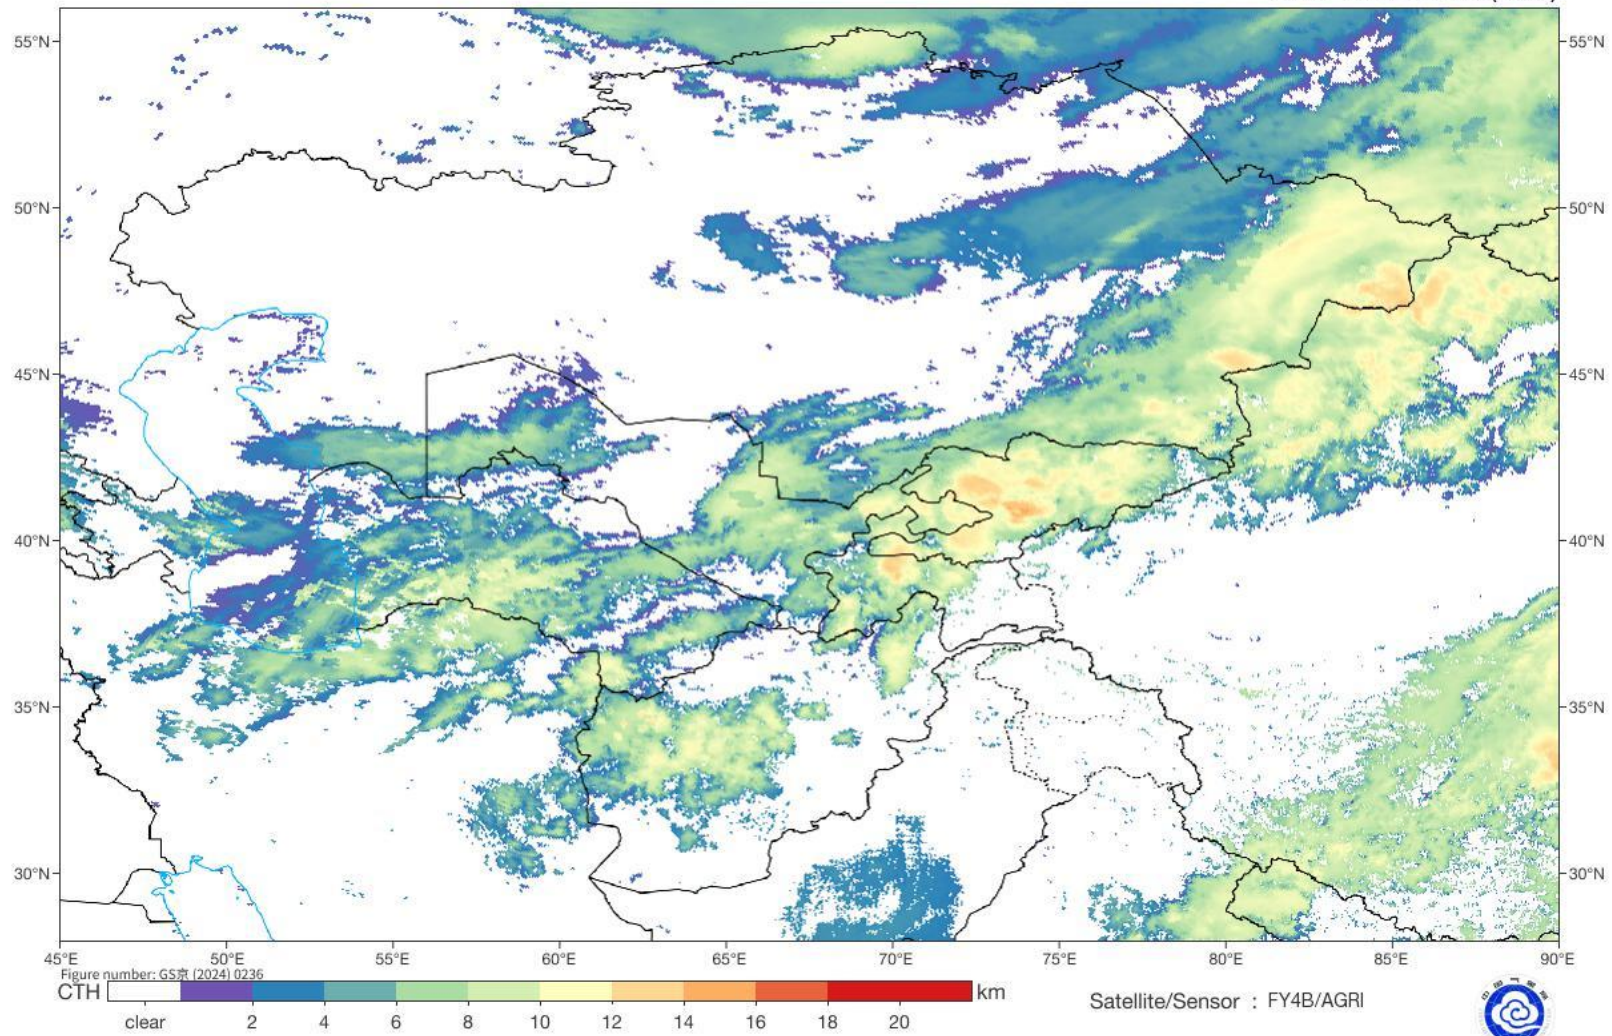 55°N 55°N
50°N 50°N
45°N 45°N
40°N 40°N
35°N 35°N
30°N 30°N
45°E 50°E 55°E 60°E 65°E 70°E 75°E 80°E 85°E 90°E
Figure number: GS京 (2024) 0236
CTH km
clear 2 4 6 8 10 12 14 16 18 20
Satellite/Sensor : FY4B/AGRI